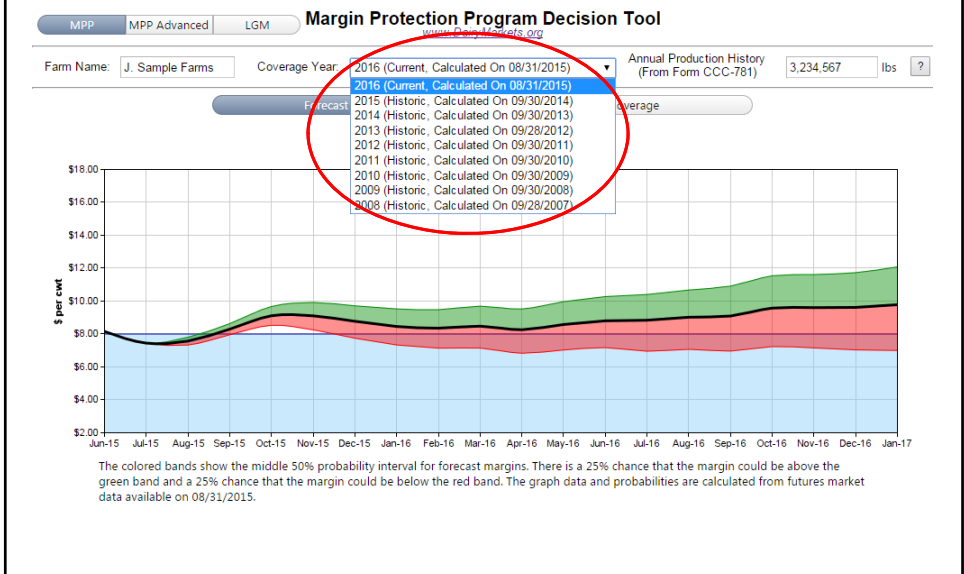 MPP
MPP Advanced
LGM
Margin Protection Program Decision Tool
www.DairyMarkets.org
Farm Name:
J. Sample Farms
Coverage Year:
2016 (Current, Calculated On 08/31/2015)
Annual Production History
(From Form CCC-781)
3,234,567
lbs
?
2016 (Current, Calculated On 08/31/2015)
2015 (Historic, Calculated On 09/30/2014)
2014 (Historic, Calculated On 09/30/2013)
2013 (Historic, Calculated On 09/28/2012)
2012 (Historic, Calculated On 09/30/2011)
2011 (Historic, Calculated On 09/30/2010)
2010 (Historic, Calculated On 09/30/2009)
2009 (Historic, Calculated On 09/30/2008)
2008 (Historic, Calculated On 09/28/2007)
Forecast
overage
$18.00
$16.00
$14.00
$12.00
$10.00
$8.00
$6.00
$4.00
$2.00
$ per cwt
Jun-15 Jul-15 Aug-15 Sep-15 Oct-15 Nov-15 Dec-15 Jan-16 Feb-16 Mar-16 Apr-16 May-16 Jun-16 Jul-16 Aug-16 Sep-16 Oct-16 Nov-16 Dec-16 Jan-17
The colored bands show the middle 50% probability interval for forecast margins. There is a 25% chance that the margin could be above the
green band and a 25% chance that the margin could be below the red band. The graph data and probabilities are calculated from futures market
data available on 08/31/2015.